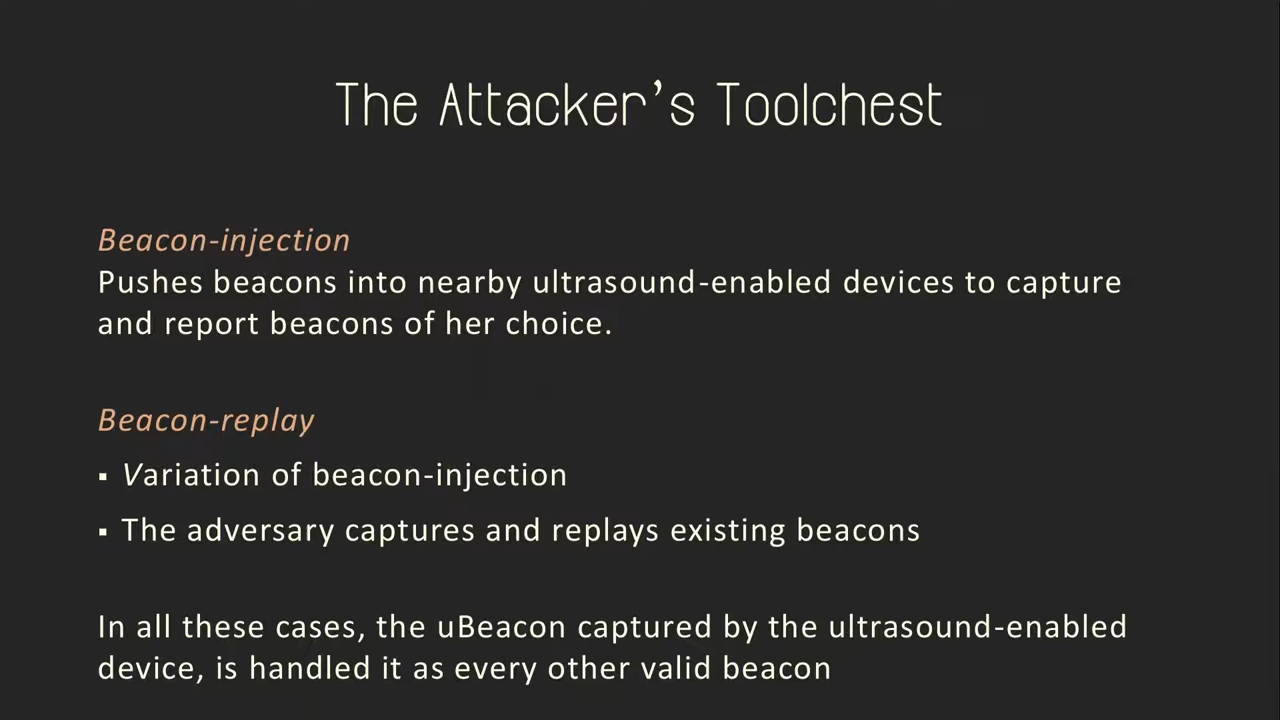 The Attacker’s Toolchest
Beacon-injection
Pushes beacons into nearby ultrasound-enabled devices to capture
and report beacons of her choice.
Beacon-replay
▪ Variation of beacon-injection
▪ The adversary captures and replays existing beacons
In all these cases, the uBeacon captured by the ultrasound-enabled
device, is handled it as every other valid beacon